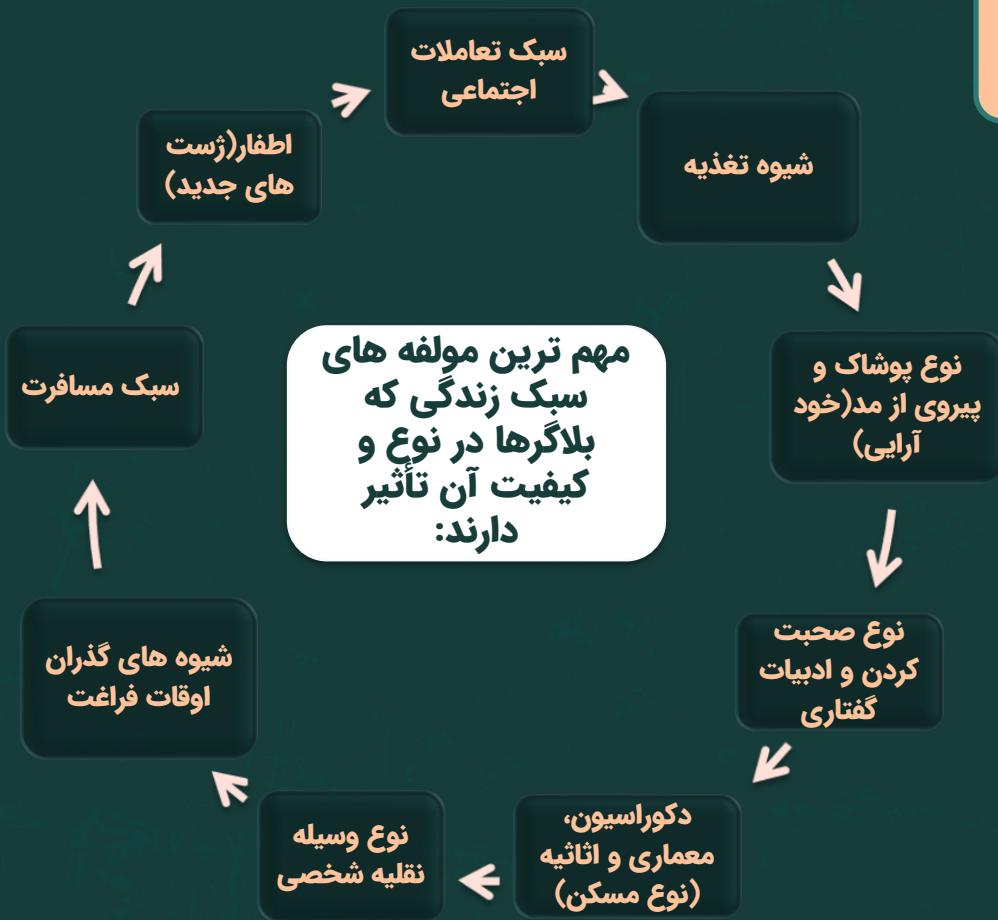 سبک تعاملات
اجتماعی
شیوه تغذیه
نوع پوشاک و
پیروی از مد(خود
آرایی)
نوع صحبت
کردن و ادبیات
گفتاری
دکوراسیون،
معماری و اثاثیه
(نوع مسکن)
نوع وسیله
نقلیه شخصی
شیوه های گذران
اوقات فراغت
سبک مسافرت
اطفار(ژست
های جدید)
مهم ترین مولفه های
سبک زندگی که
بلاگرها در نوع و
کیفیت آن تأثیر
دارند: